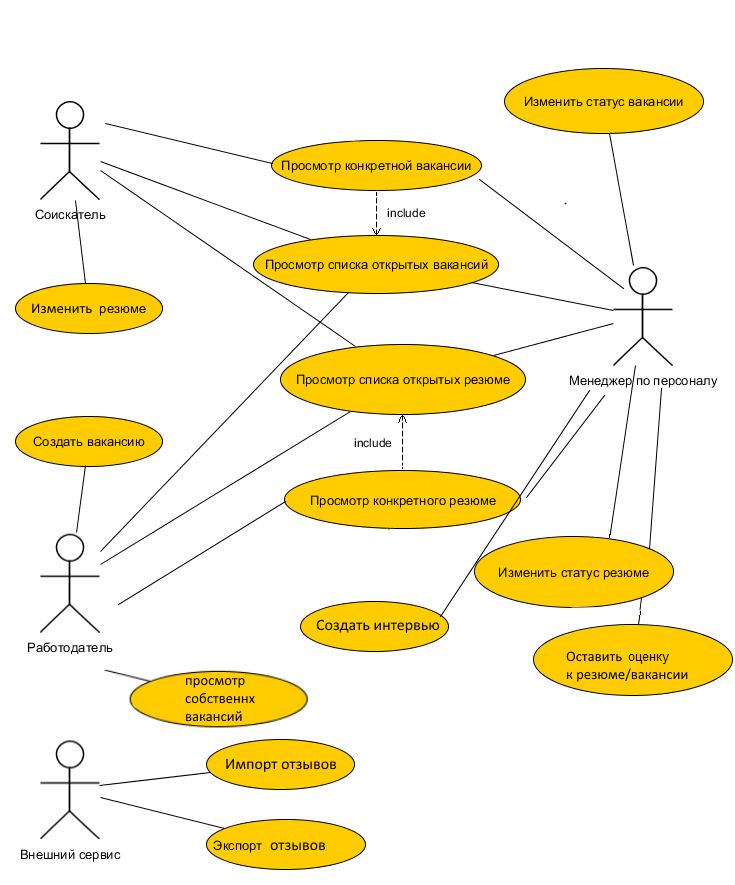 Изменить статус вакансии
Просмотр конкретной вакансии
include
Соискатель
Просмотр списка открытых вакансий
Изменить резюме
Просмотр списка открытых резюме
Менеджер по персоналу
Создать вакансию
include
Просмотр конкретного резюме
Изменить статус резюме
Создать интервью
Работодатель
Оставить оценку
к резюме/вакансии
просмотр
собственнх
вакансий
Импорт отзывов
Экспорт отзывов
Внешний сервис